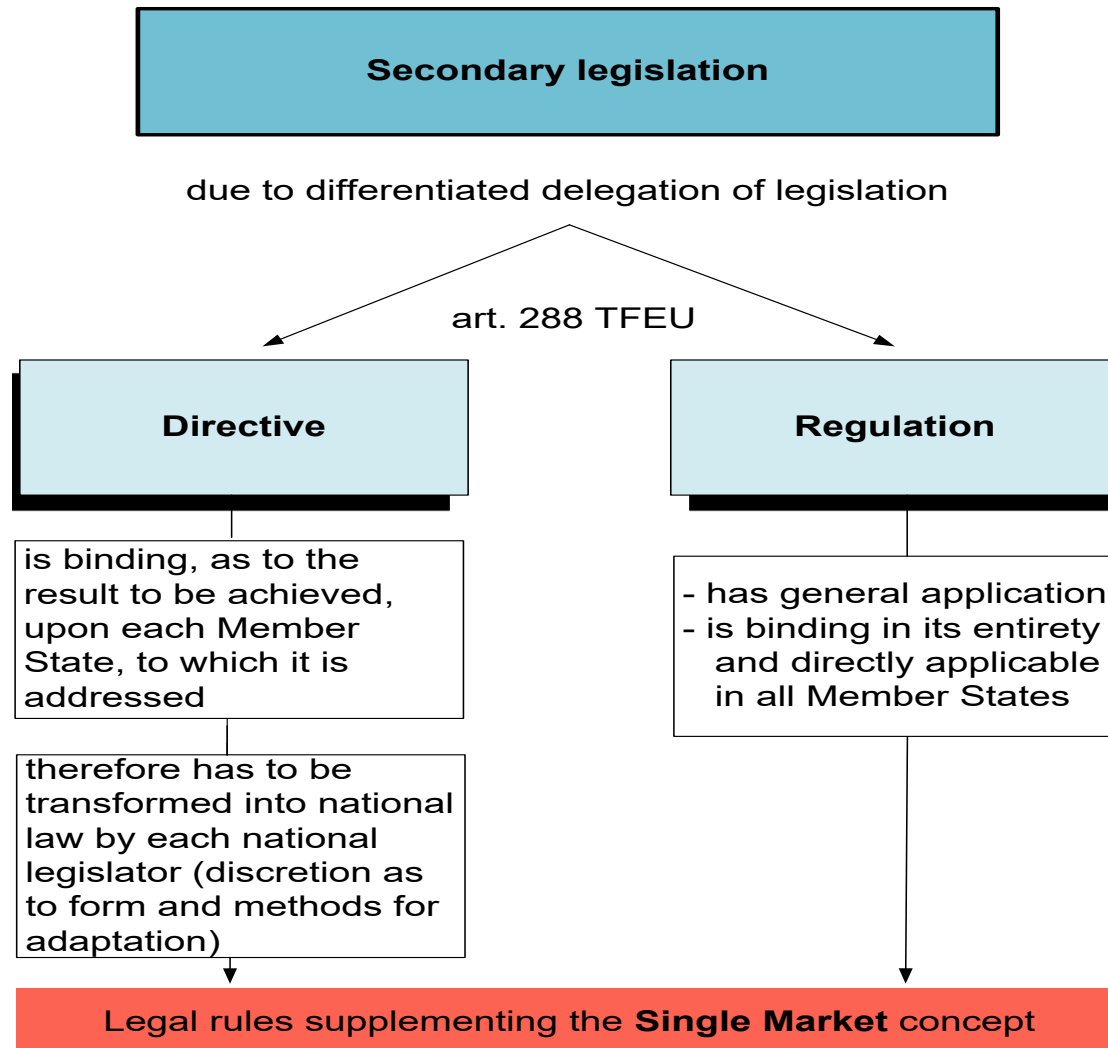 Secondary legislation
due to differentiated delegation of legislation
art. 288 TFEU
Directive
is binding, as to the
result to be achieved,
upon each Member
State, to which it is
addressed
therefore has to be
transformed into national
law by each national
legislator (discretion as
to form and methods for
adaptation)
Regulation
- has general application
- is binding in its entirety
and directly applicable
in all Member States
Legal rules supplementing the Single Market concept